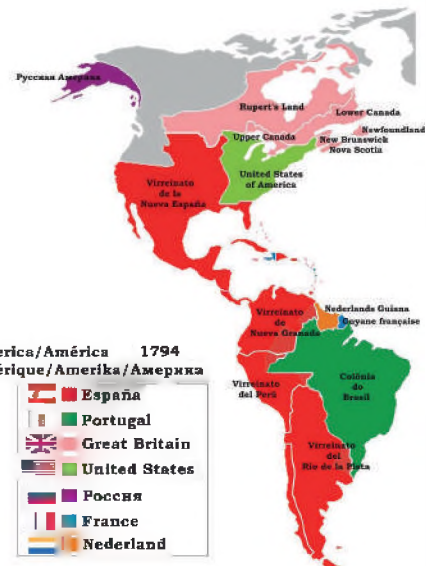 Русская Америка
Rupert's Land
Lower Canada
Newfoundland
Upper Canada
New Brunswick
Nova Scotia
Virreinato
de la
Nueva España
United States
of America
Nederlands Guiana
Guyane française
Virreinato
de
Nueva Granada
Virreinato
del Perú
Colônia
do
Brasil
Virreinato
del
Rio de la Plata
erica/América 1794
érique/Amerika/Америка
España
Portugal
Great Britain
United States
Россия
France
Nederland